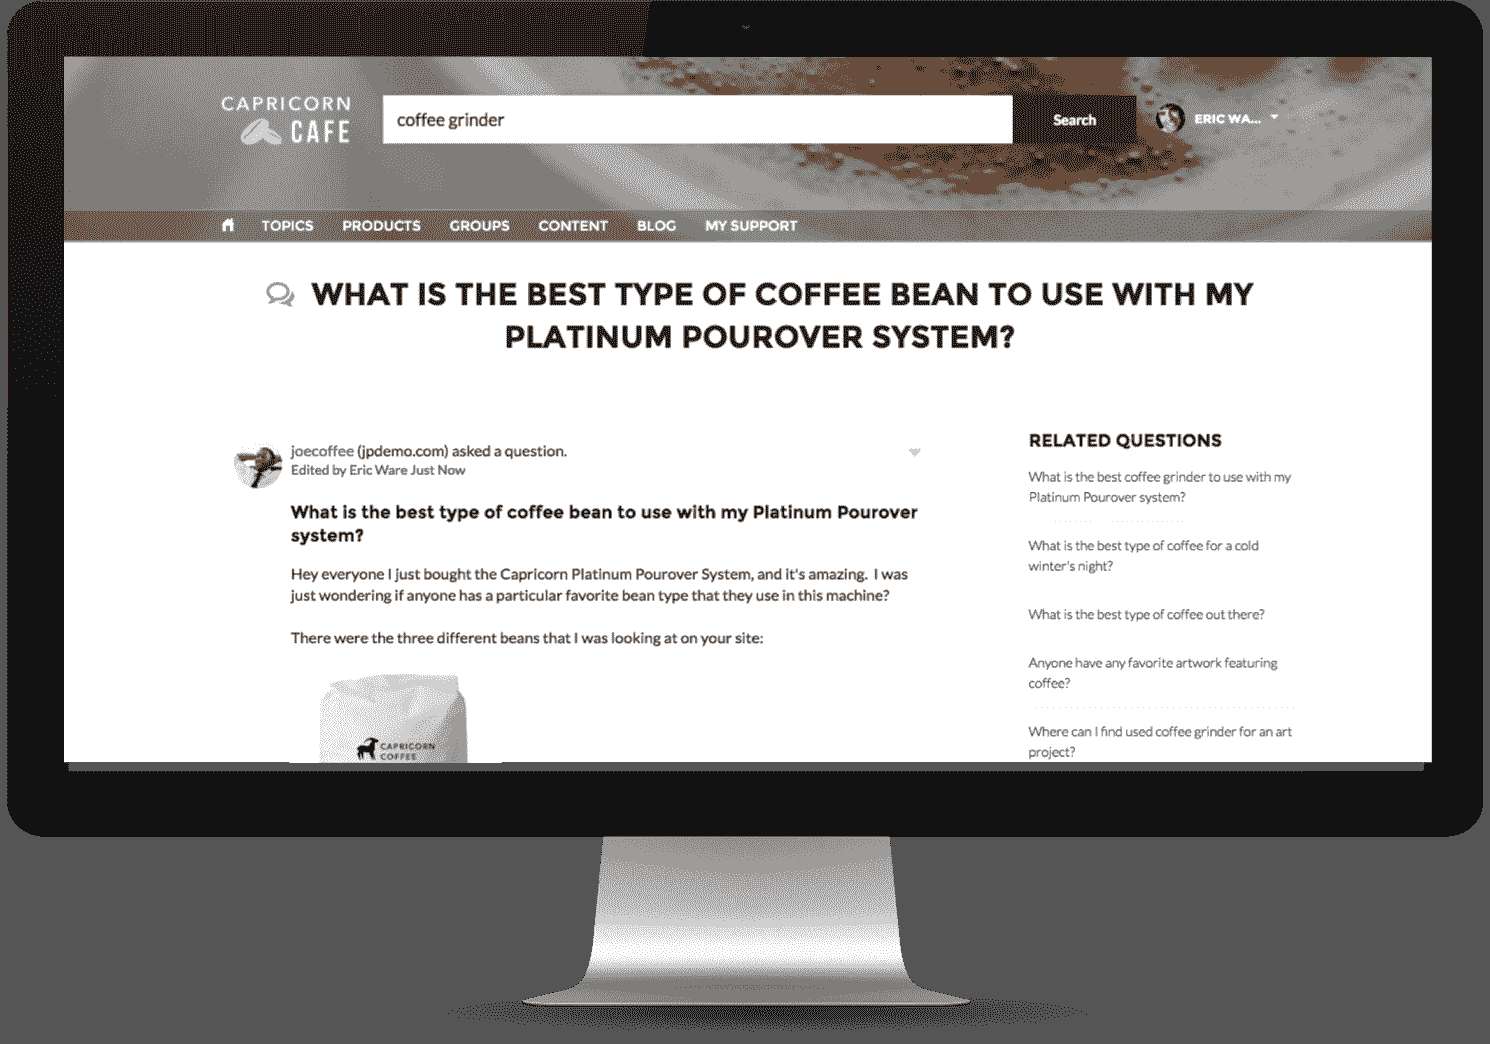 CAPRICORN
CAFE
coffee grinder
Search
ERIC WA...
TOPICS PRODUCTS GROUPS CONTENT BLOG MY SUPPORT
WHAT IS THE BEST TYPE OF COFFEE BEAN TO USE WITH MY
PLATINUM POUROVER SYSTEM?
joecoffee (jpdemo.com) asked a question.
Edited by Eric Ware Just Now
What is the best type of coffee bean to use with my Platinum Pourover
system?
Hey everyone I just bought the Capricorn Platinum Pourover System, and it's amazing. I was
just wondering if anyone has a particular favorite bean type that they use in this machine?
There were the three different beans that I was looking at on your site:
CAPRICORN
COFFEE
RELATED QUESTIONS
What is the best coffee grinder to use with my
Platinum Pourover system?
What is the best type of coffee for a cold
winter's night?
What is the best type of coffee out there?
Anyone have any favorite artwork featuring
coffee?
Where can I find used coffee grinder for an art
project?